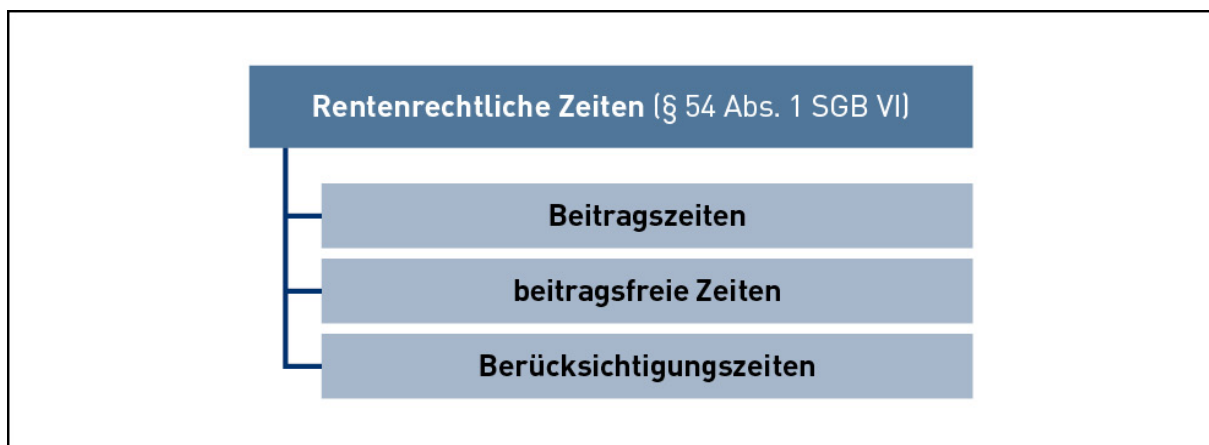 Rentenrechtliche Zeiten (§ 54 Abs. 1 SGB VI)
Beitragszeiten
beitragsfreie Zeiten
Berücksichtigungszeiten